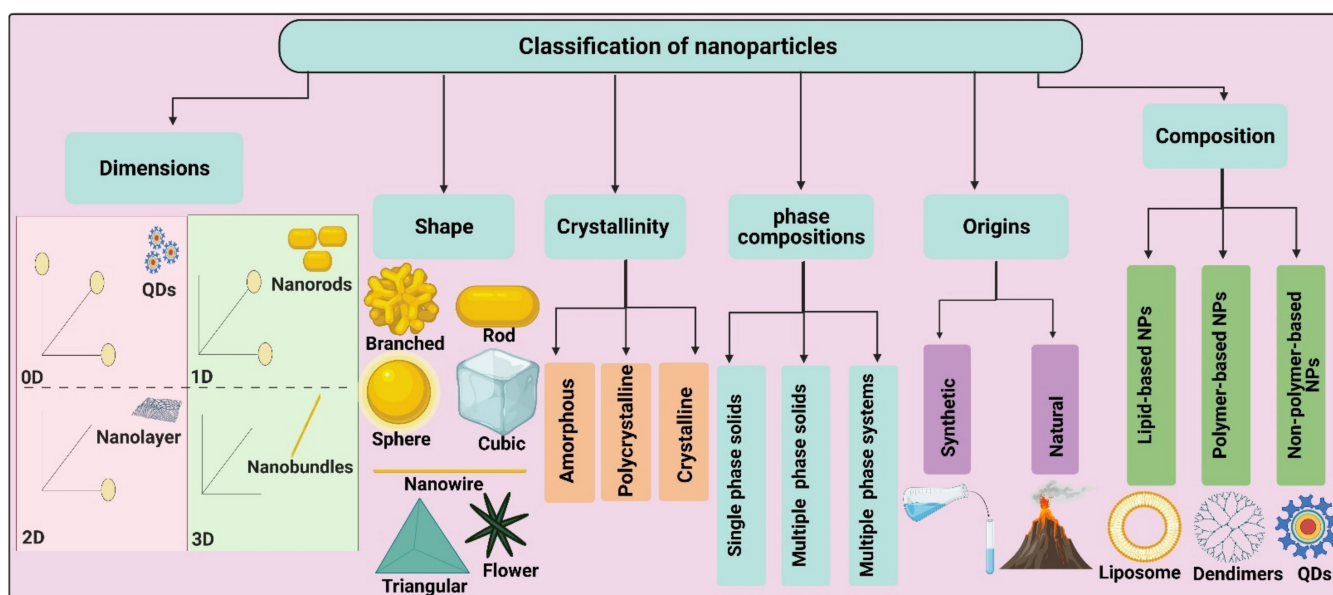 Classification of nanoparticles
Dimensions
QDs
0D
Nanorods
1D
Nanolayer
2D
Nanobundles
3D
Shape
Branched
Rod
Sphere
Cubic
Nanowire
Triangular
Flower
Crystallinity
Amorphous
Polycrystalline
Crystalline
phase
compositions
Single phase solids
Multiple phase solids
Multiple phase systems
Origins
Synthetic
Natural
Composition
Lipid-based NPs
Polymer-based NPs
Non-polymer-based
NPs
Liposome
Dendimers
QDs